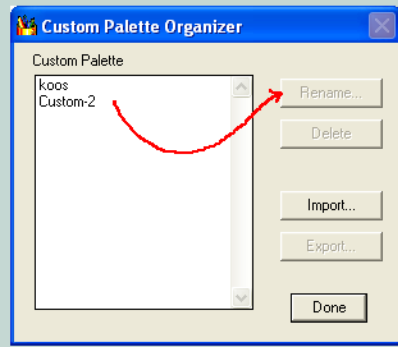 Custom Palette Organizer
Custom Palette
koos
Custom-2
Rename...
Delete
Import...
Export...
Done